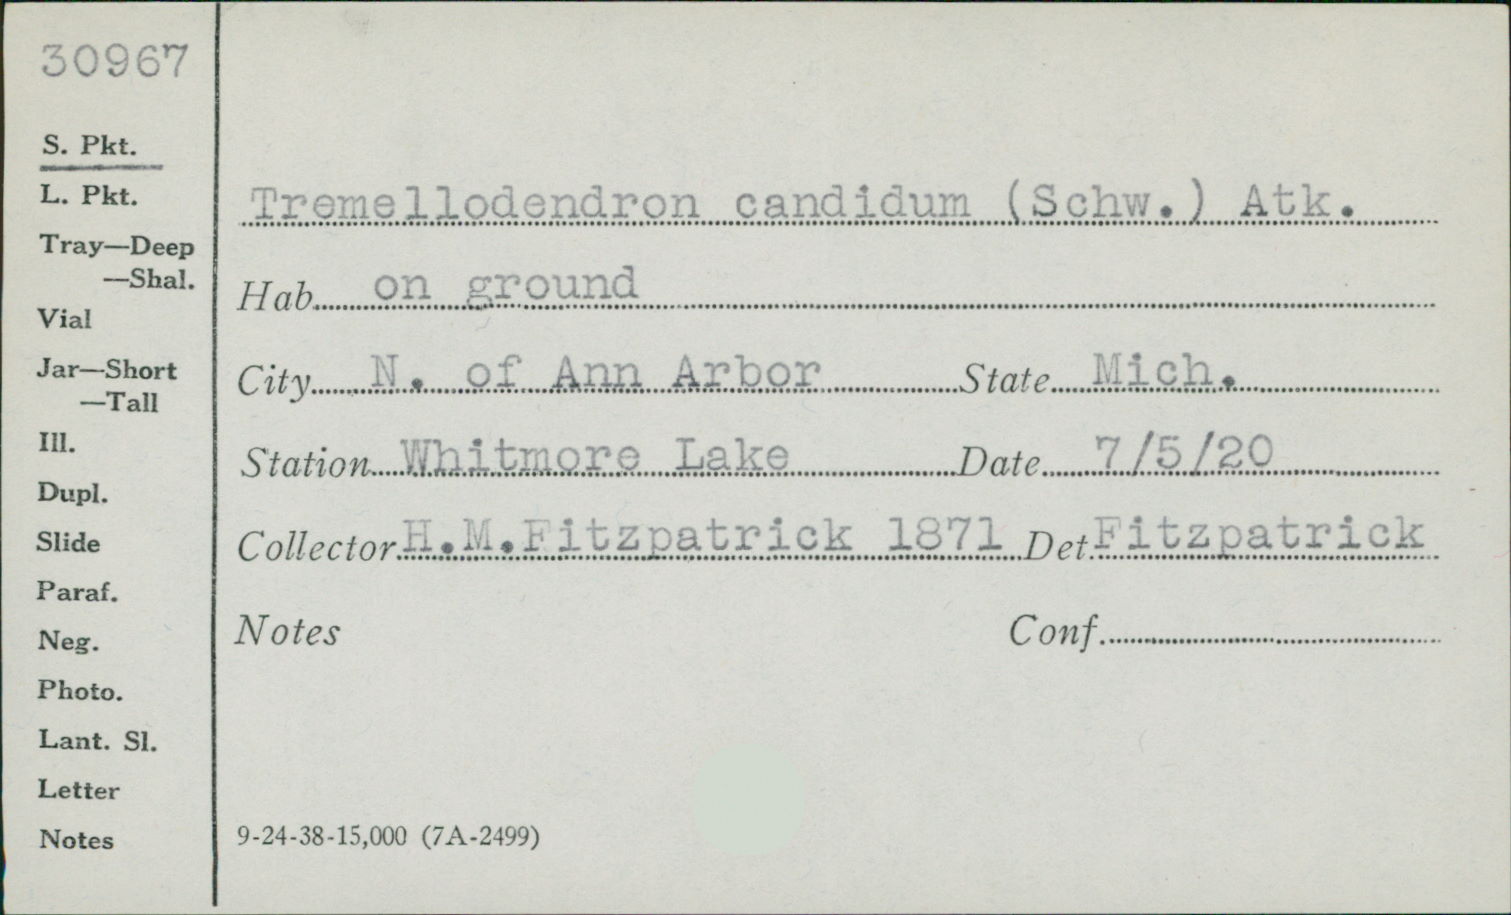 30967
S. Pkt.
L. Pkt.
Tray—Deep
—Shal.
Vial
Jar—Short
—Tall
Ill.
Dupl.
Slide
Paraf.
Neg.
Photo.
Lant. Sl.
Letter
Notes
Tremellodendron candidum (Schw.) Atk.
Hab. on ground
City N. of Ann Arbor State Mich.
Station Whitmore Lake Date 7/5/20
Collector H.M.Fitzpatrick 1871 Det. Fitzpatrick
Notes Conf.
9-24-38-15,000 (7A-2499)